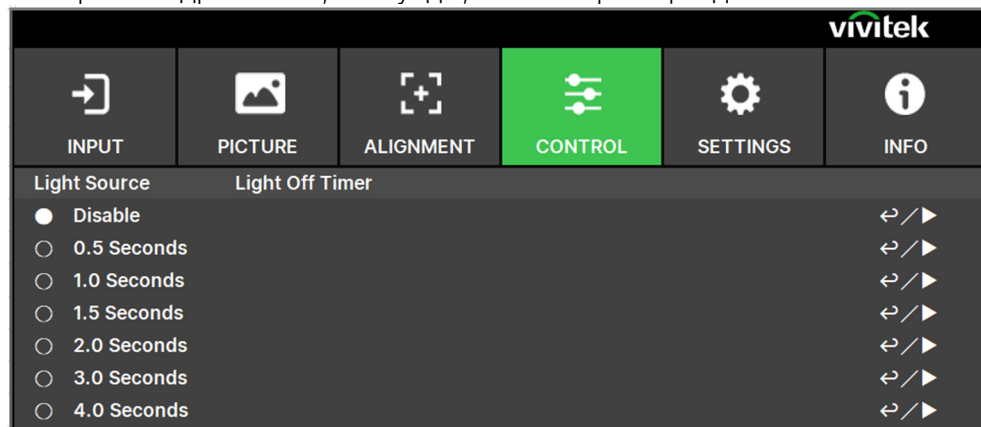 vivitek
INPUT PICTURE ALIGNMENT CONTROL SETTINGS INFO
Light Source Light Off Timer
Disable
0.5 Seconds
1.0 Seconds
1.5 Seconds
2.0 Seconds
3.0 Seconds
4.0 Seconds